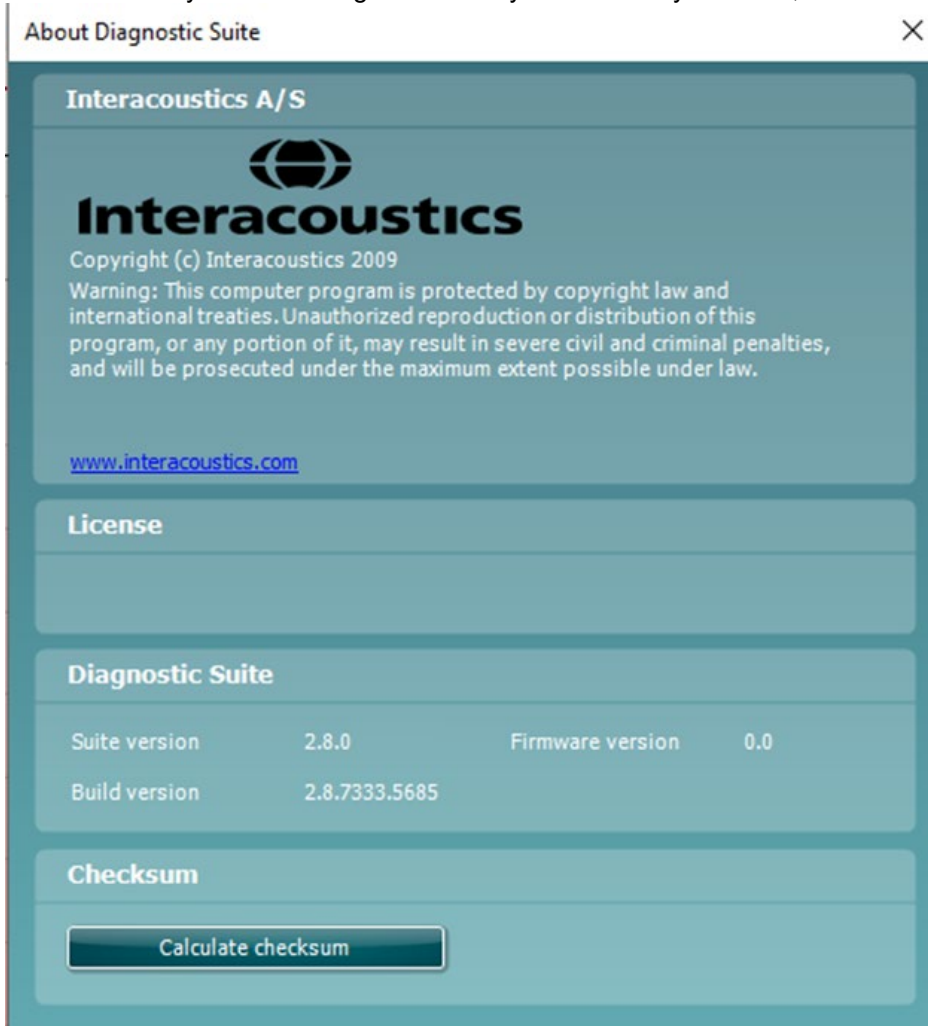 About Diagnostic Suite
Interacoustics A/S
Interacoustics
Copyright (c) Interacoustics 2009
Warning: This computer program is protected by copyright law and
international treaties. Unauthorized reproduction or distribution of this
program, or any portion of it, may result in severe civil and criminal penalties,
and will be prosecuted under the maximum extent possible under law.
www.interacoustics.com
License
Diagnostic Suite
Suite version 2.8.0 Firmware version 0.0
Build version 2.8.7333.5685
Checksum
Calculate checksum